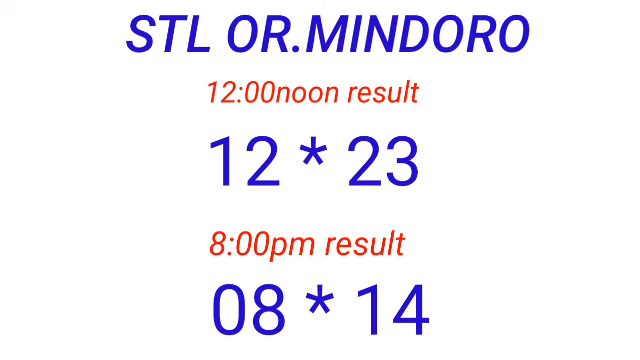 STL OR.MINDORO
12:00noon result
12 * 23
8:00pm result
08 * 14